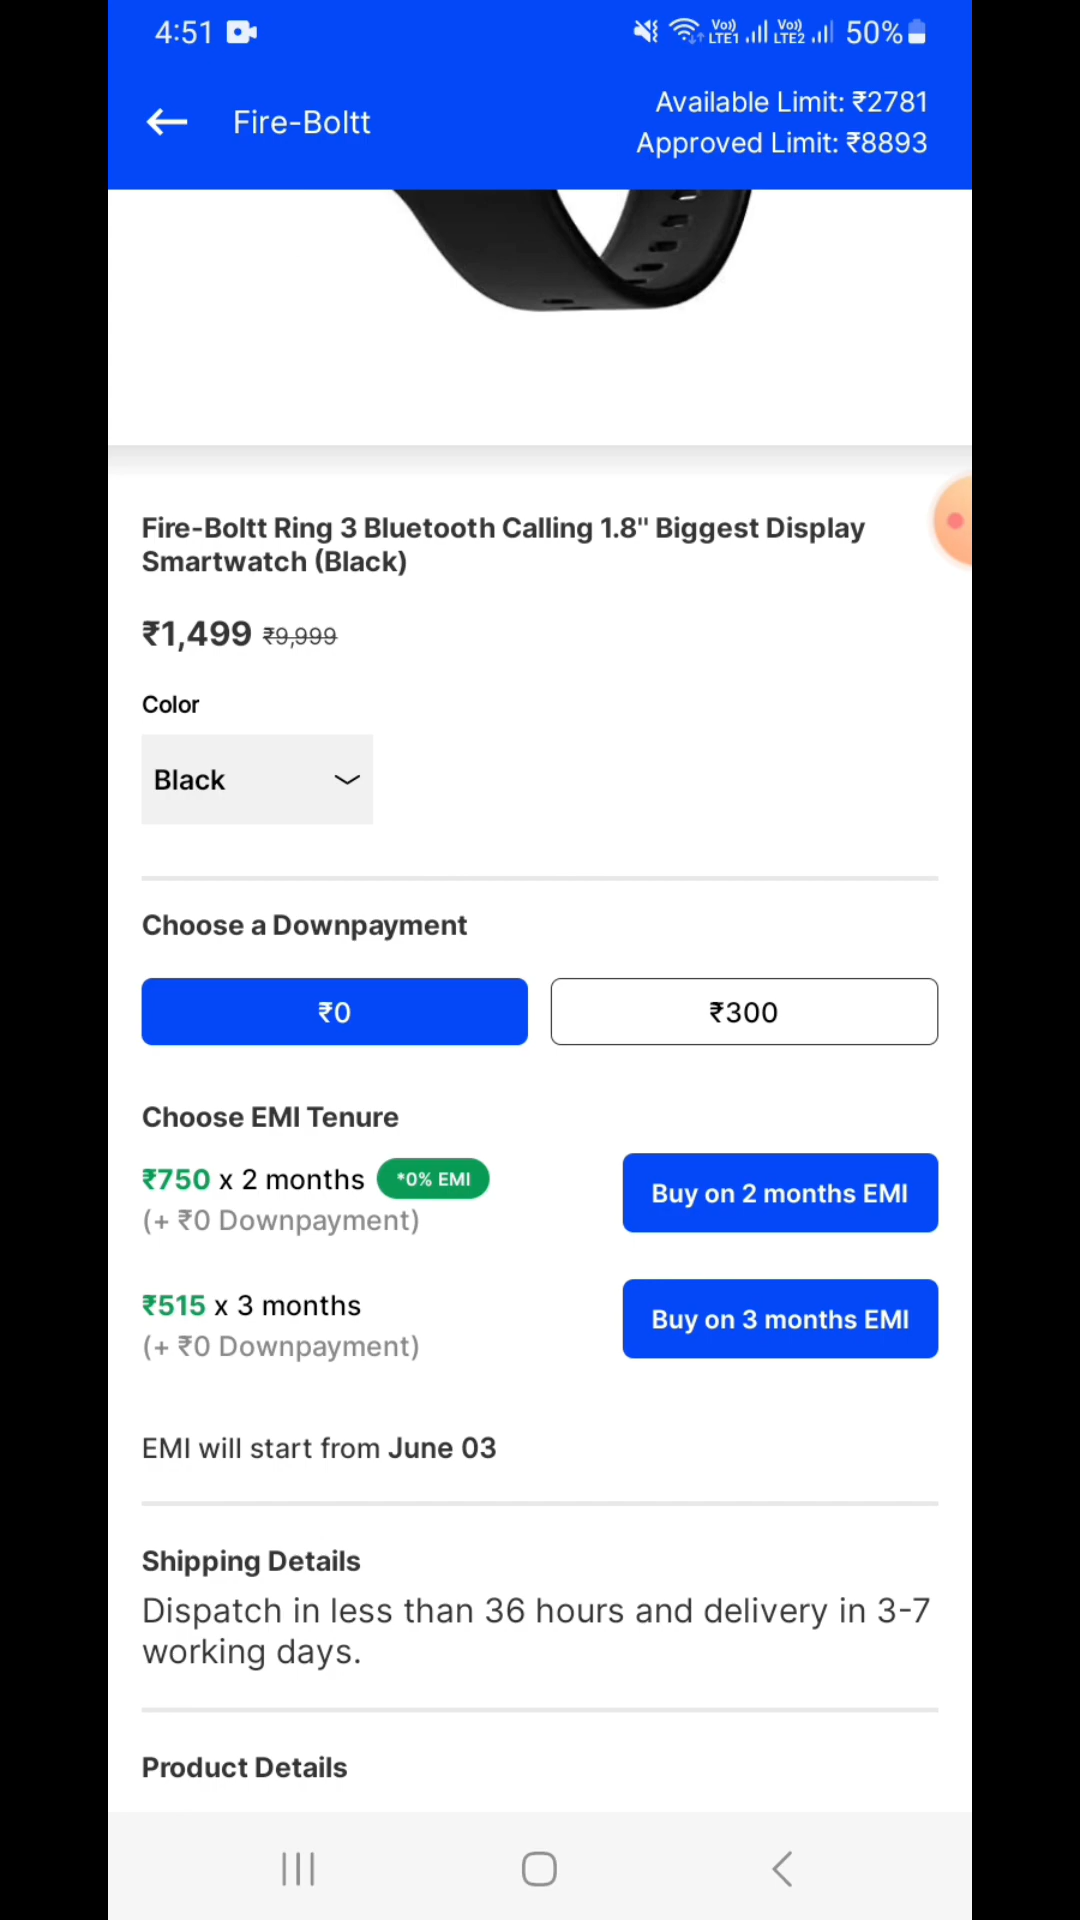 4:51 Vo)) LTE1 Vo)) LTE2 50%
Fire-Boltt
Available Limit: ₹2781
Approved Limit: ₹8893
Fire-Boltt Ring 3 Bluetooth Calling 1.8" Biggest Display
Smartwatch (Black)
₹1,499 ₹9,999
Color
Black
Choose a Downpayment
₹0 ₹300
Choose EMI Tenure
₹750 x 2 months *0% EMI
(+ ₹0 Downpayment)
Buy on 2 months EMI
₹515 x 3 months
(+ ₹0 Downpayment)
Buy on 3 months EMI
EMI will start from June 03
Shipping Details
Dispatch in less than 36 hours and delivery in 3-7
working days.
Product Details